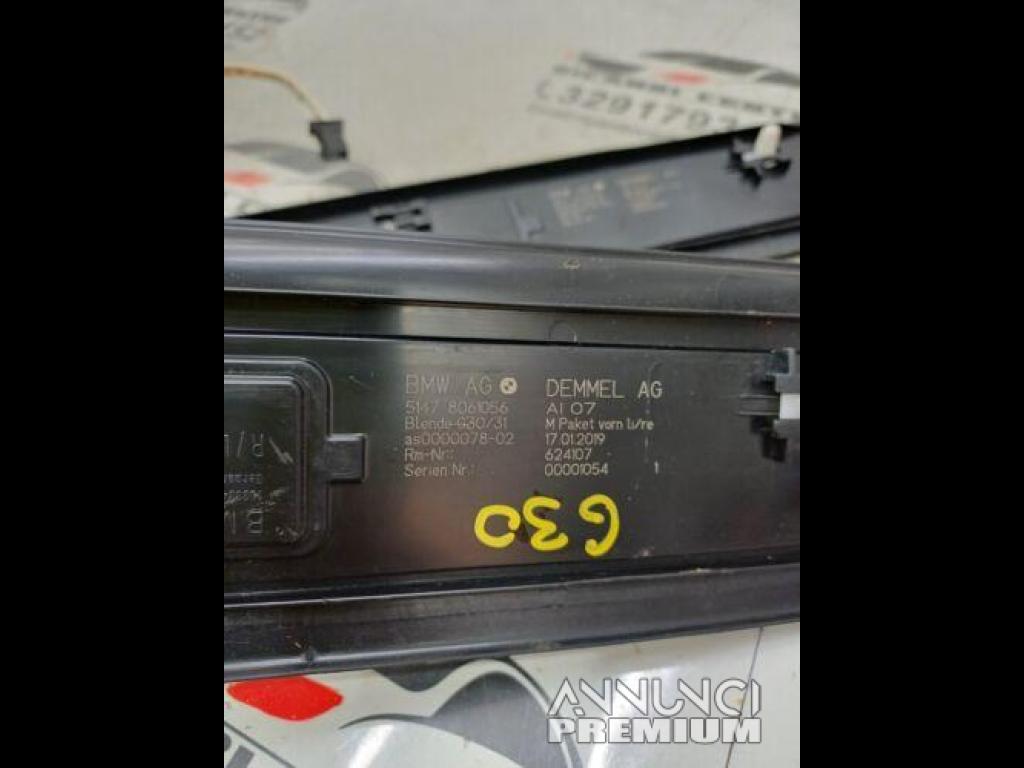 L3291793
BMW AG DEMMEL AG
5147 8061056 AI 07
Blende-G30/31 M Paket vorn li/re
as0000078-02 17.01.2019
Rm-Nr.: 624107
Serien Nr.: 00001054 1
R/L
G30
ANNUNCI
PREMIUM